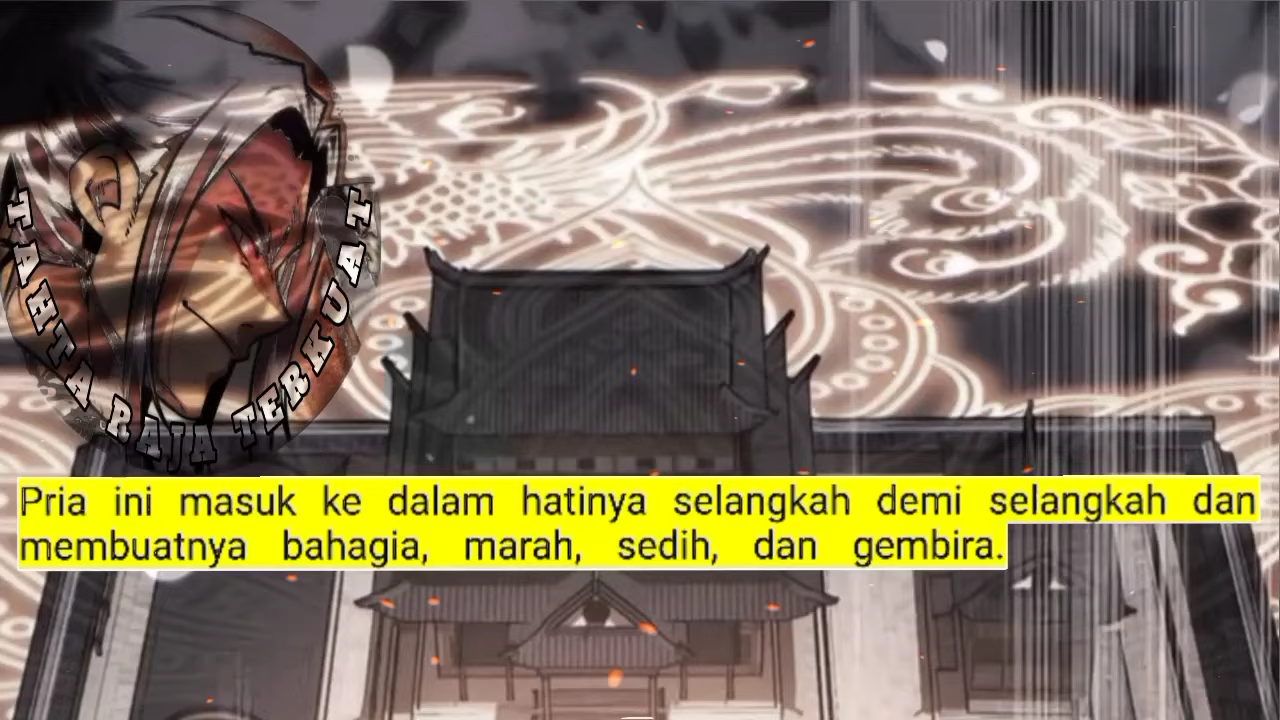 TAHTA RAJA TERKUAT
Pria ini masuk ke dalam hatinya selangkah demi selangkah dan
membuatnya bahagia, marah, sedih, dan gembira.